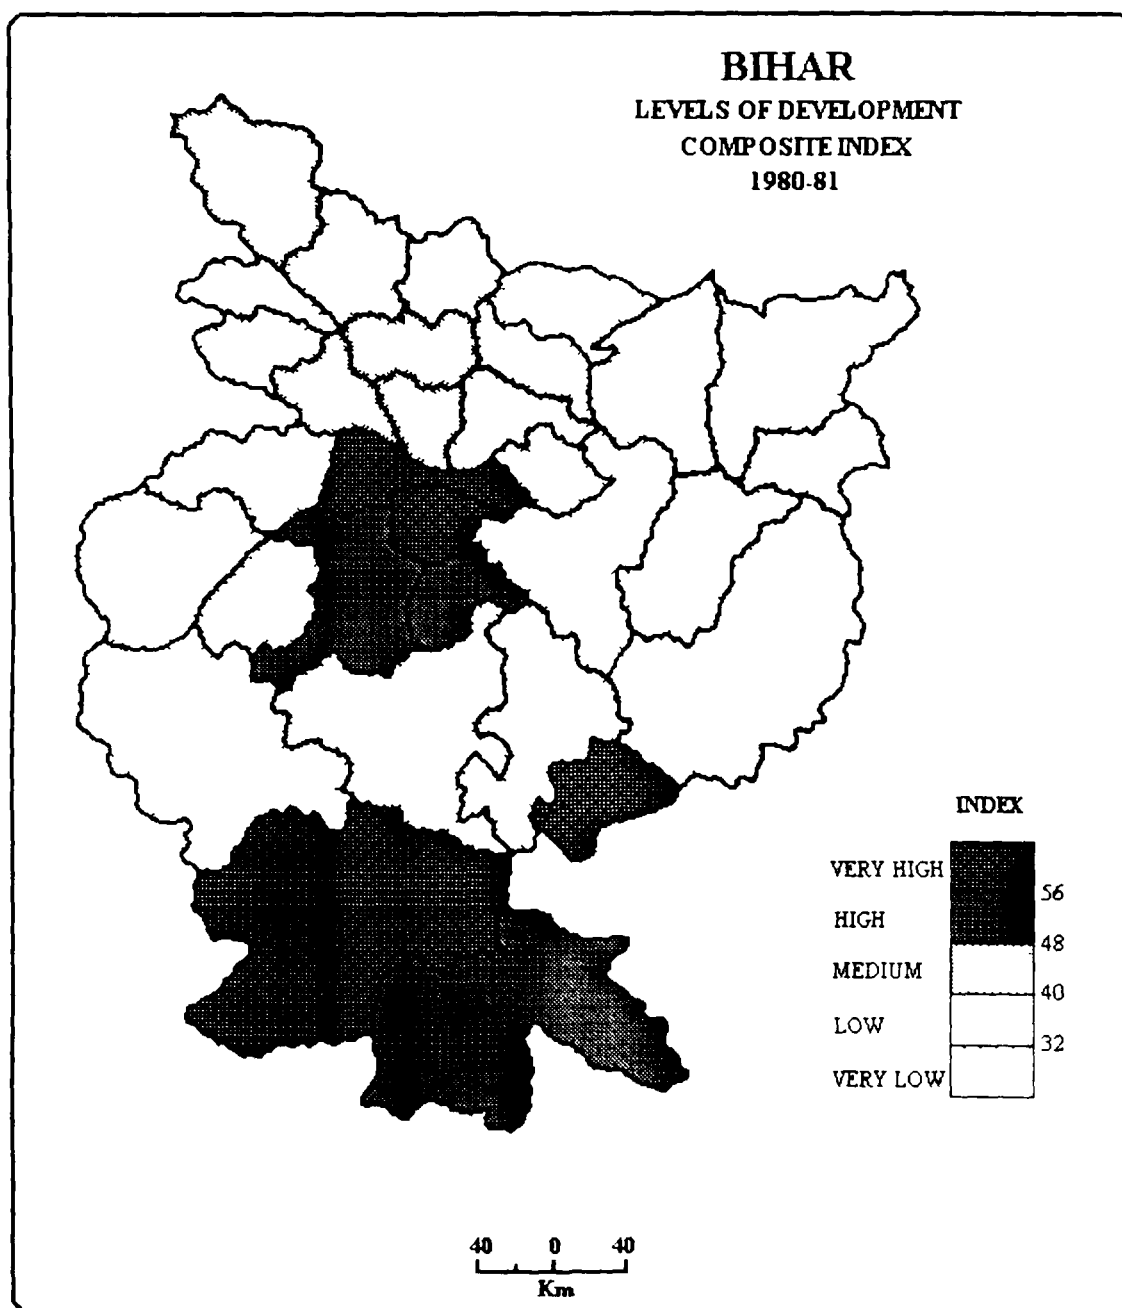 BIHAR
LEVELS OF DEVELOPMENT
COMPOSITE INDEX
1980-81
INDEX
VERY HIGH
56
HIGH
48
MEDIUM
40
LOW
32
VERY LOW
40 0 40
Km